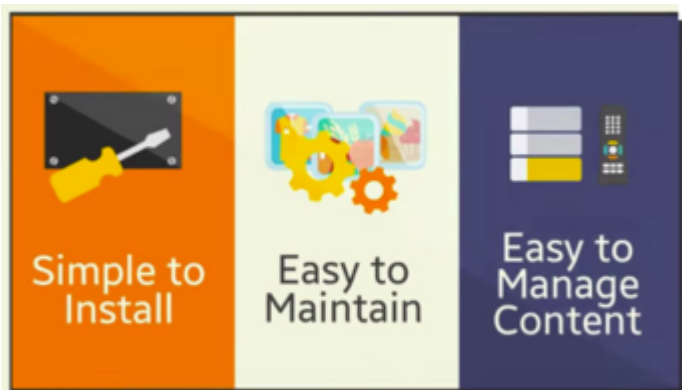 Simple to
Install
Easy to
Maintain
Easy to
Manage
Content